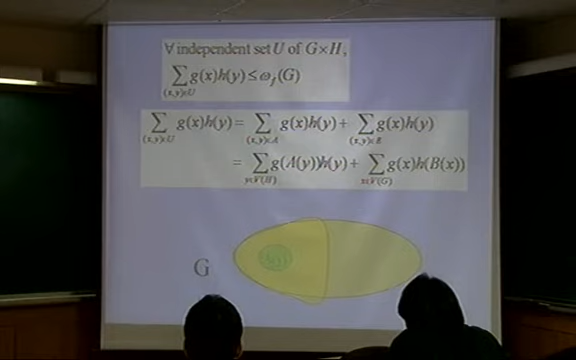 ∀ independent set U of G×H,
∑ g(x)h(y) ≤ ω_f(G)
(x,y)∈U
∑ g(x)h(y) = ∑ g(x)h(y) + ∑ g(x)h(y)
(x,y)∈U (x,y)∈A (x,y)∈B
= ∑ g(A(y))h(y) + ∑ g(x)h(B(x))
y∈V(H) x∈V(G)
G